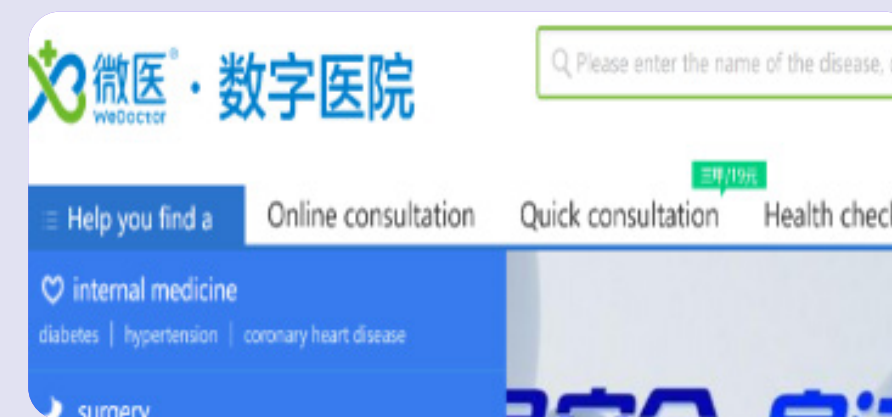 微医® · 数字医院
WeDoctor
Please enter the name of the disease,
三甲/19元
Help you find a
Online consultation
Quick consultation
Health check
internal medicine
diabetes | hypertension | coronary heart disease
surgery